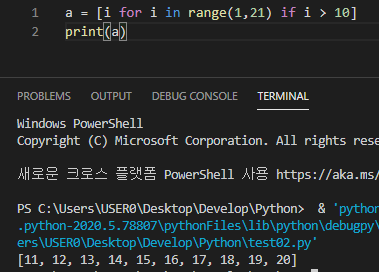 1 a = [i for i in range(1,21) if i > 10]
2 print(a)
PROBLEMS OUTPUT DEBUG CONSOLE TERMINAL
Windows PowerShell
Copyright (C) Microsoft Corporation. All rights rese
새로운 크로스 플랫폼 PowerShell 사용 https://aka.ms/
PS C:\Users\USER0\Desktop\Develop\Python> & 'python
.python-2020.5.78807\pythonFiles\lib\python\debugpy\
ers\USER0\Desktop\Develop\Python\test02.py'
[11, 12, 13, 14, 15, 16, 17, 18, 19, 20]